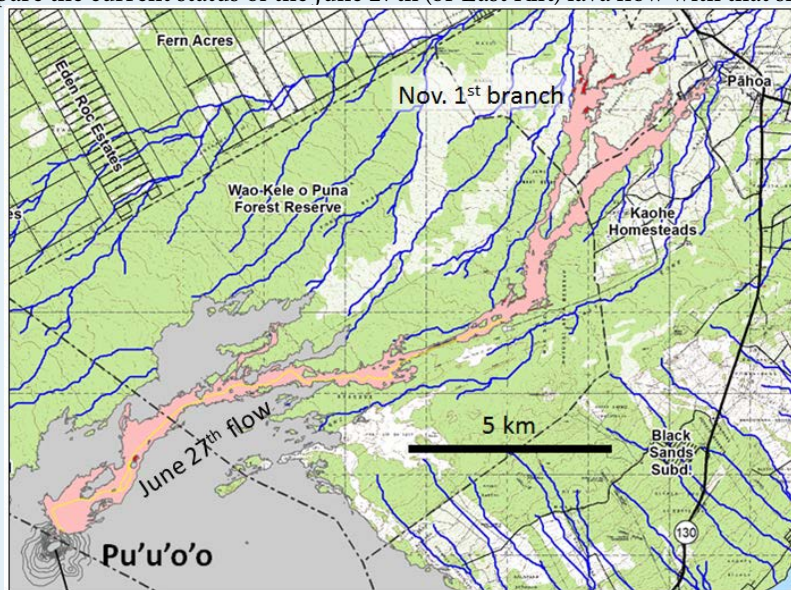 Fern Acres
Eden Roc Estates
Nov. 1st branch
Pāhoa
Wao-Kele o Puna
Forest Reserve
es
Kaohe
Homesteads
5 km
June 27th flow
Black
Sands
Subd.
130
Pu'u'o'o